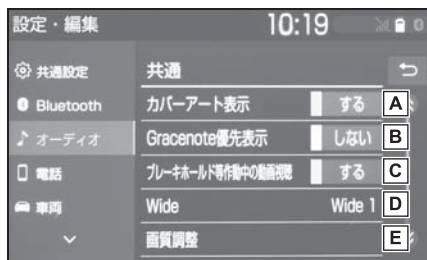 設定・編集 10:19
共通設定
共通
Bluetooth
カバーアート表示 する A
オーディオ
Gracenote優先表示 しない B
ブレーキホールド等作動中の動画視聴 する C
電話
Wide Wide 1 D
車両
画質調整 E